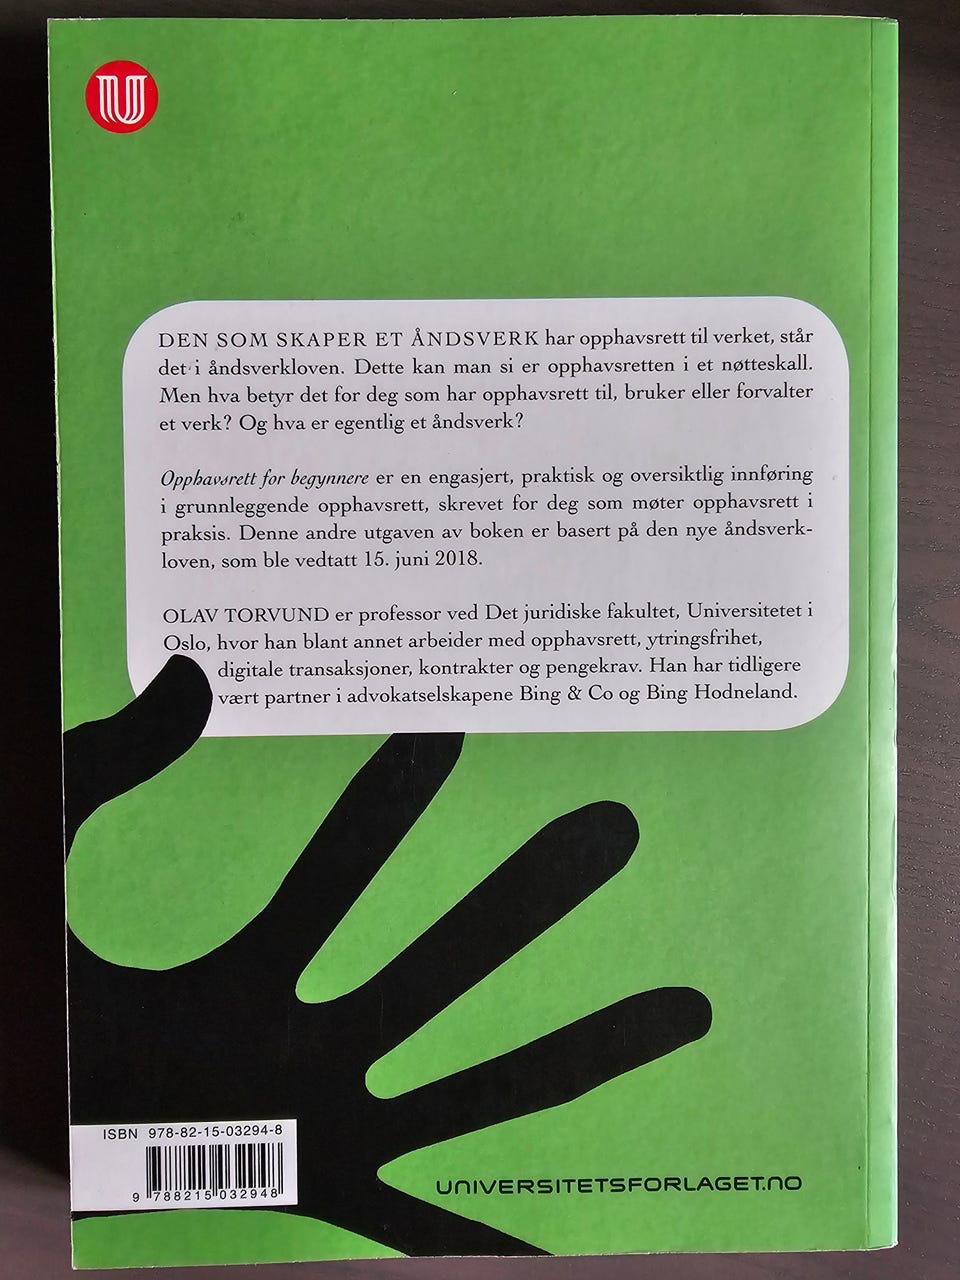 U
DEN SOM SKAPER ET ÅNDSVERK har opphavsrett til verket, står
det i åndsverkloven. Dette kan man si er opphavsretten i et nøtteskall.
Men hva betyr det for deg som har opphavsrett til, bruker eller forvalter
et verk? Og hva er egentlig et åndsverk?
Opphavsrett for begynnere er en engasjert, praktisk og oversiktlig innføring
i grunnleggende opphavsrett, skrevet for deg som møter opphavsrett i
praksis. Denne andre utgaven av boken er basert på den nye åndsverk-
loven, som ble vedtatt 15. juni 2018.
OLAV TORVUND er professor ved Det juridiske fakultet, Universitetet i
Oslo, hvor han blant annet arbeider med opphavsrett, ytringsfrihet,
digitale transaksjoner, kontrakter og pengekrav. Han har tidligere
vært partner i advokatselskapene Bing & Co og Bing Hodneland.
ISBN 978-82-15-03294-8
9 788215 032948
UNIVERSITETSFORLAGET.NO